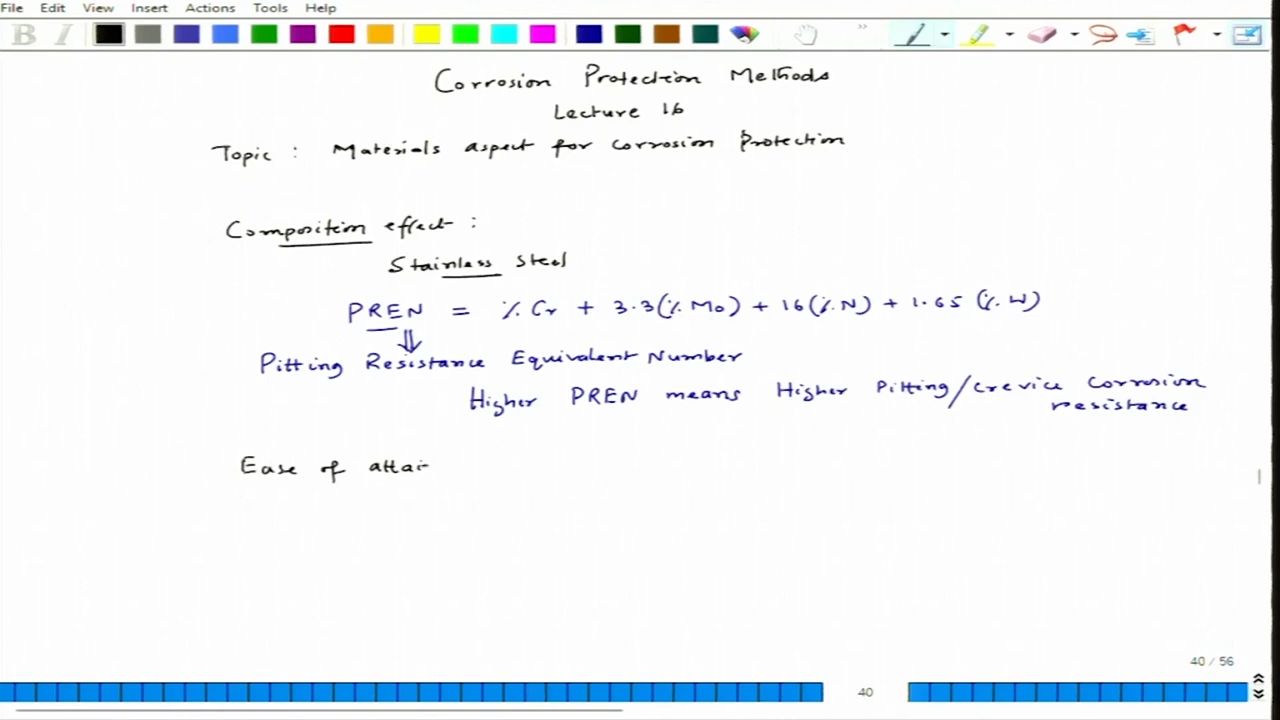 File Edit View Insert Actions Tools Help
B I
Corrosion Protection Methods
Lecture 16
Topic : Materials aspect for corrosion protection
Composition effect :
Stainless steel
PREN = % Cr + 3.3(% Mo) + 16(% N) + 1.65 (% W)
Pitting Resistance Equivalent Number
Higher PREN means Higher Pitting/crevice corrosion
resistance
Ease of attai
40 / 56
40